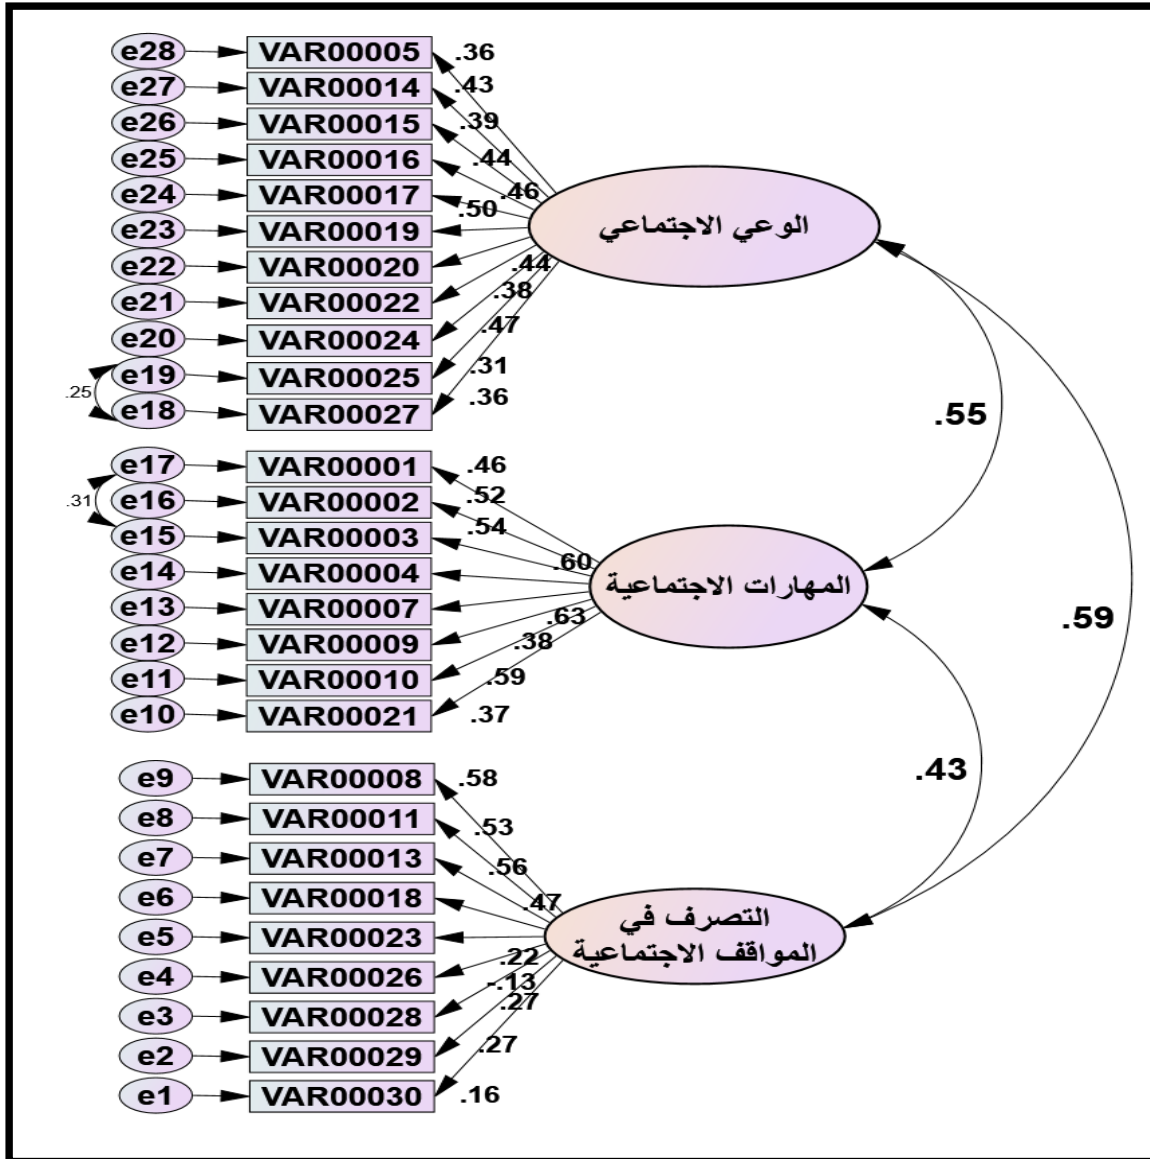 e28 VAR00005 .36
e27 VAR00014 .43
e26 VAR00015 .39
e25 VAR00016 .44
e24 VAR00017 .46
e23 VAR00019 .50
الوعي الاجتماعي
e22 VAR00020 .44
e21 VAR00022 .38
e20 VAR00024 .47
e19 VAR00025 .31
.25
e18 VAR00027 .36
.55
e17 VAR00001 .46
e16 VAR00002 .52
.31
e15 VAR00003 .54
e14 VAR00004 .60
المهارات الاجتماعية
e13 VAR00007 .63
e12 VAR00009 .38
e11 VAR00010 .59
e10 VAR00021 .37
.59
.43
e9 VAR00008 .58
e8 VAR00011 .53
e7 VAR00013 .56
e6 VAR00018 .47
التصرف في
المواقف الاجتماعية
e5 VAR00023 .22
e4 VAR00026 -.13
e3 VAR00028 .27
e2 VAR00029 .27
e1 VAR00030 .16